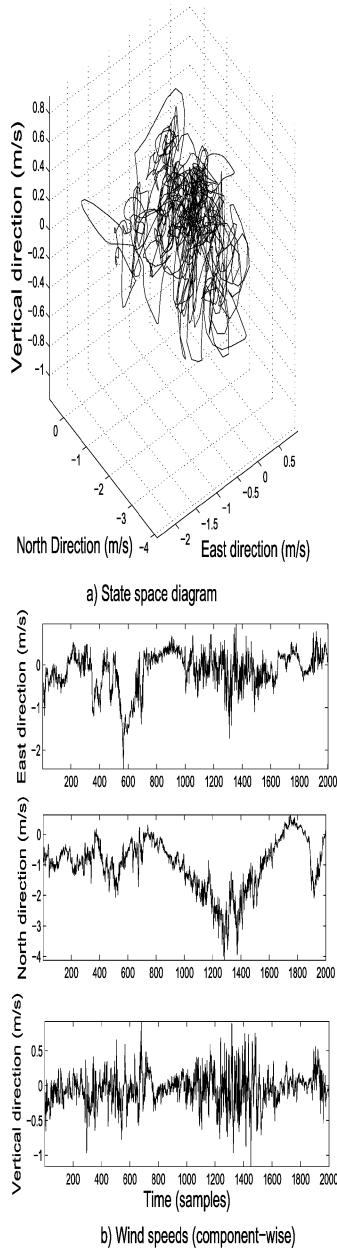 Vertical direction (m/s)
0.8
0.6
0.4
0.2
0
−0.2
−0.4
−0.6
−0.8
−1
0
−1
−2
−3
−4
North Direction (m/s)
−2
−1.5
−1
−0.5
0
0.5
East direction (m/s)
a) State space diagram
East direction (m/s)
0
−1
−2
200 400 600 800 1000 1200 1400 1600 1800 2000
North direction (m/s)
0
−1
−2
−3
−4
200 400 600 800 1000 1200 1400 1600 1800 2000
Vertical direction (m/s)
0.5
0
−0.5
−1
200 400 600 800 1000 1200 1400 1600 1800 2000
Time (samples)
b) Wind speeds (component−wise)